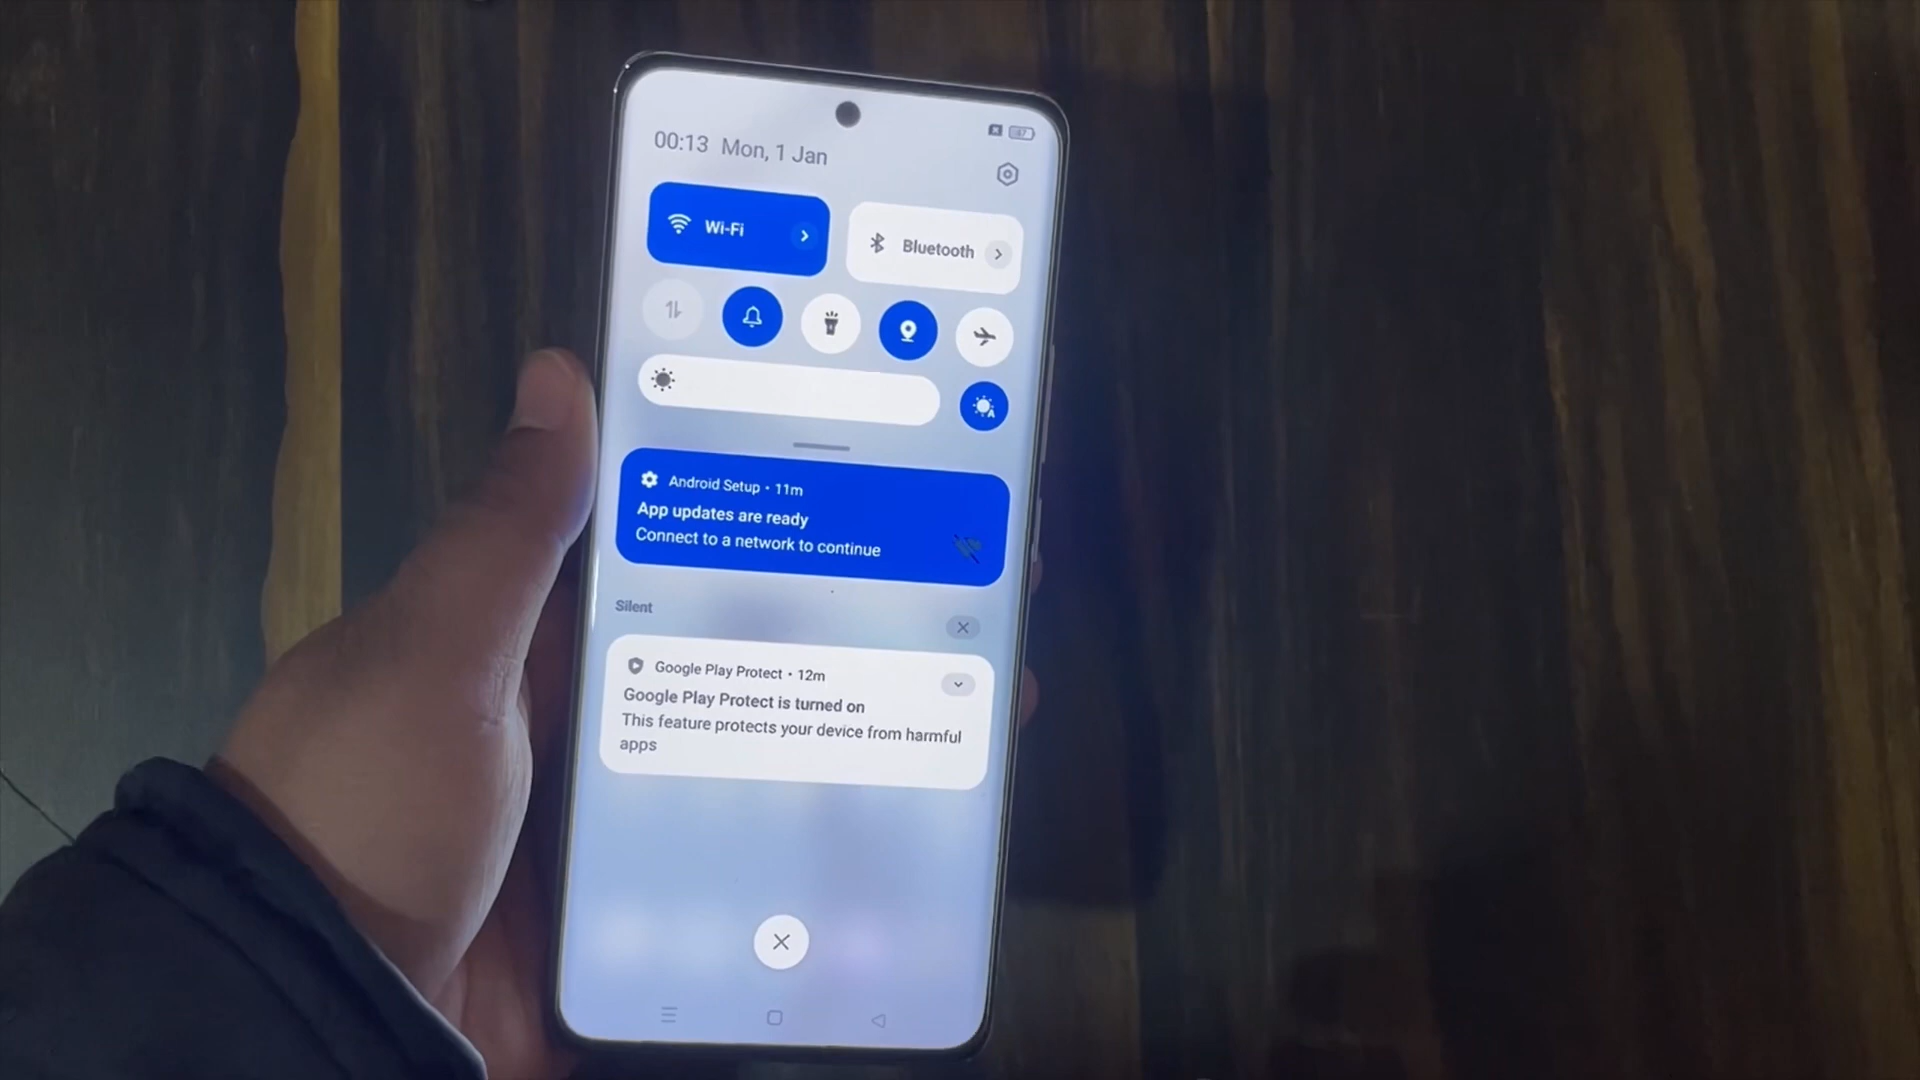 00:13 Mon, 1 Jan
Wi-Fi
Bluetooth
Android Setup • 11m
App updates are ready
Connect to a network to continue
Silent
Google Play Protect • 12m
Google Play Protect is turned on
This feature protects your device from harmful
apps